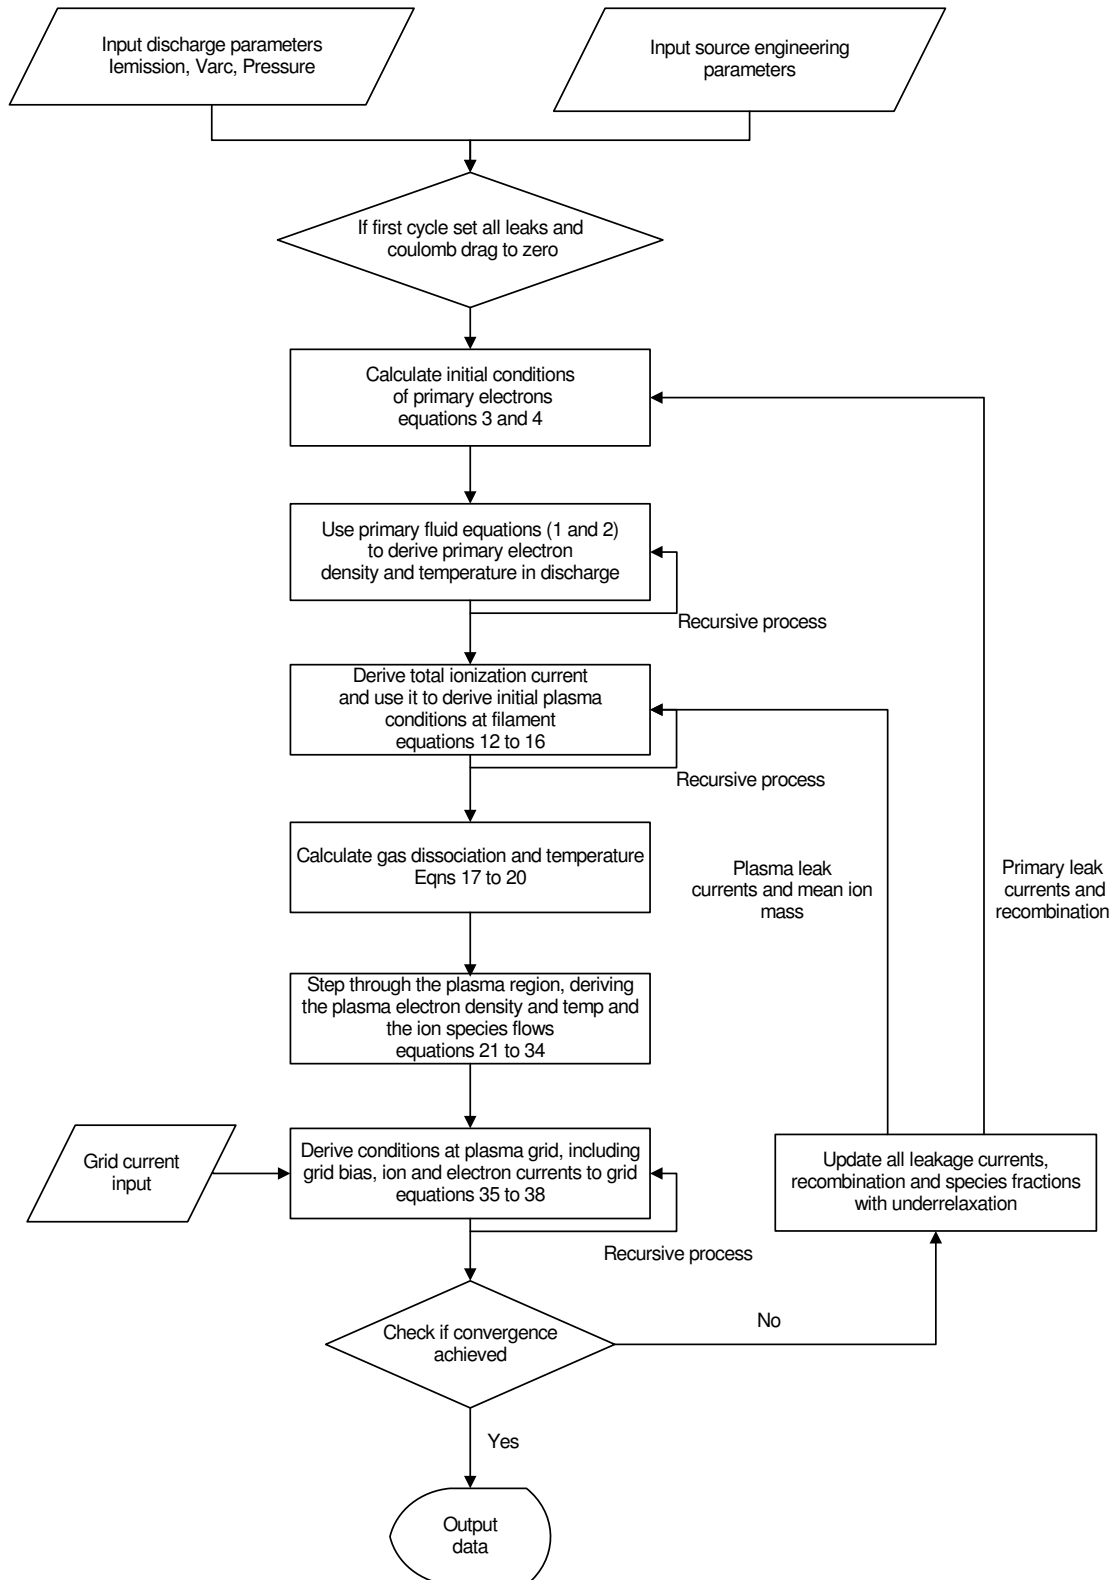 Input discharge parameters
Iemission, Varc, Pressure
Input source engineering
parameters
If first cycle set all leaks and
coulomb drag to zero
Calculate initial conditions
of primary electrons
equations 3 and 4
Use primary fluid equations (1 and 2)
to derive primary electron
density and temperature in discharge
Recursive process
Derive total ionization current
and use it to derive initial plasma
conditions at filament
equations 12 to 16
Recursive process
Calculate gas dissociation and temperature
Eqns 17 to 20
Plasma leak
currents and mean ion
mass
Primary leak
currents and
recombination
Step through the plasma region, deriving
the plasma electron density and temp and
the ion species flows
equations 21 to 34
Grid current
input
Derive conditions at plasma grid, including
grid bias, ion and electron currents to grid
equations 35 to 38
Update all leakage currents,
recombination and species fractions
with underrelaxation
Recursive process
Check if convergence
achieved
No
Yes
Output
data